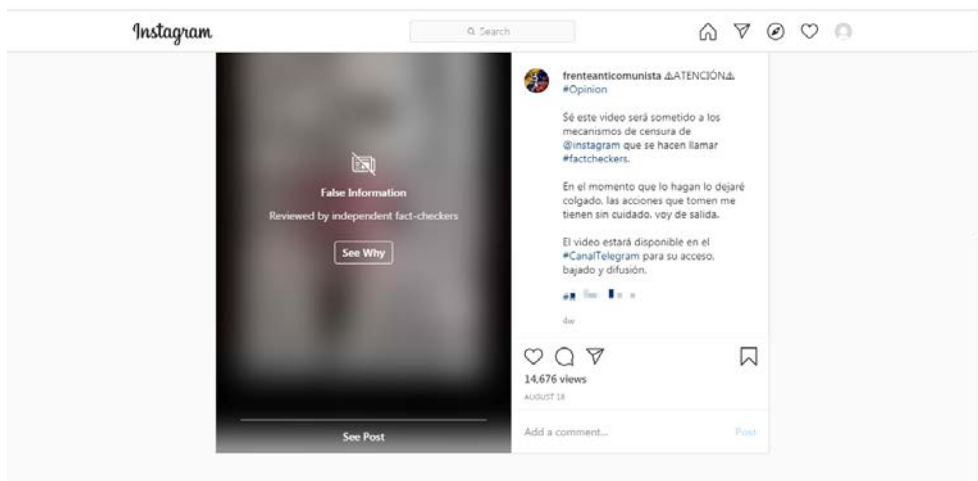 Instagram
Search
False Information
Reviewed by independent fact-checkers
See Why
See Post
frenteanticomunista ⚠ATENCIÓN⚠
#Opinion
Sé este video será sometido a los
mecanismos de censura de
@instagram que se hacen llamar
#factcheckers.
En el momento que lo hagan lo dejaré
colgado, las acciones que tomen me
tienen sin cuidado, voy de salida.
El video estará disponible en el
#CanalTelegram para su acceso,
bajado y difusión.
4w
14,676 views
AUGUST 18
Add a comment...
Post